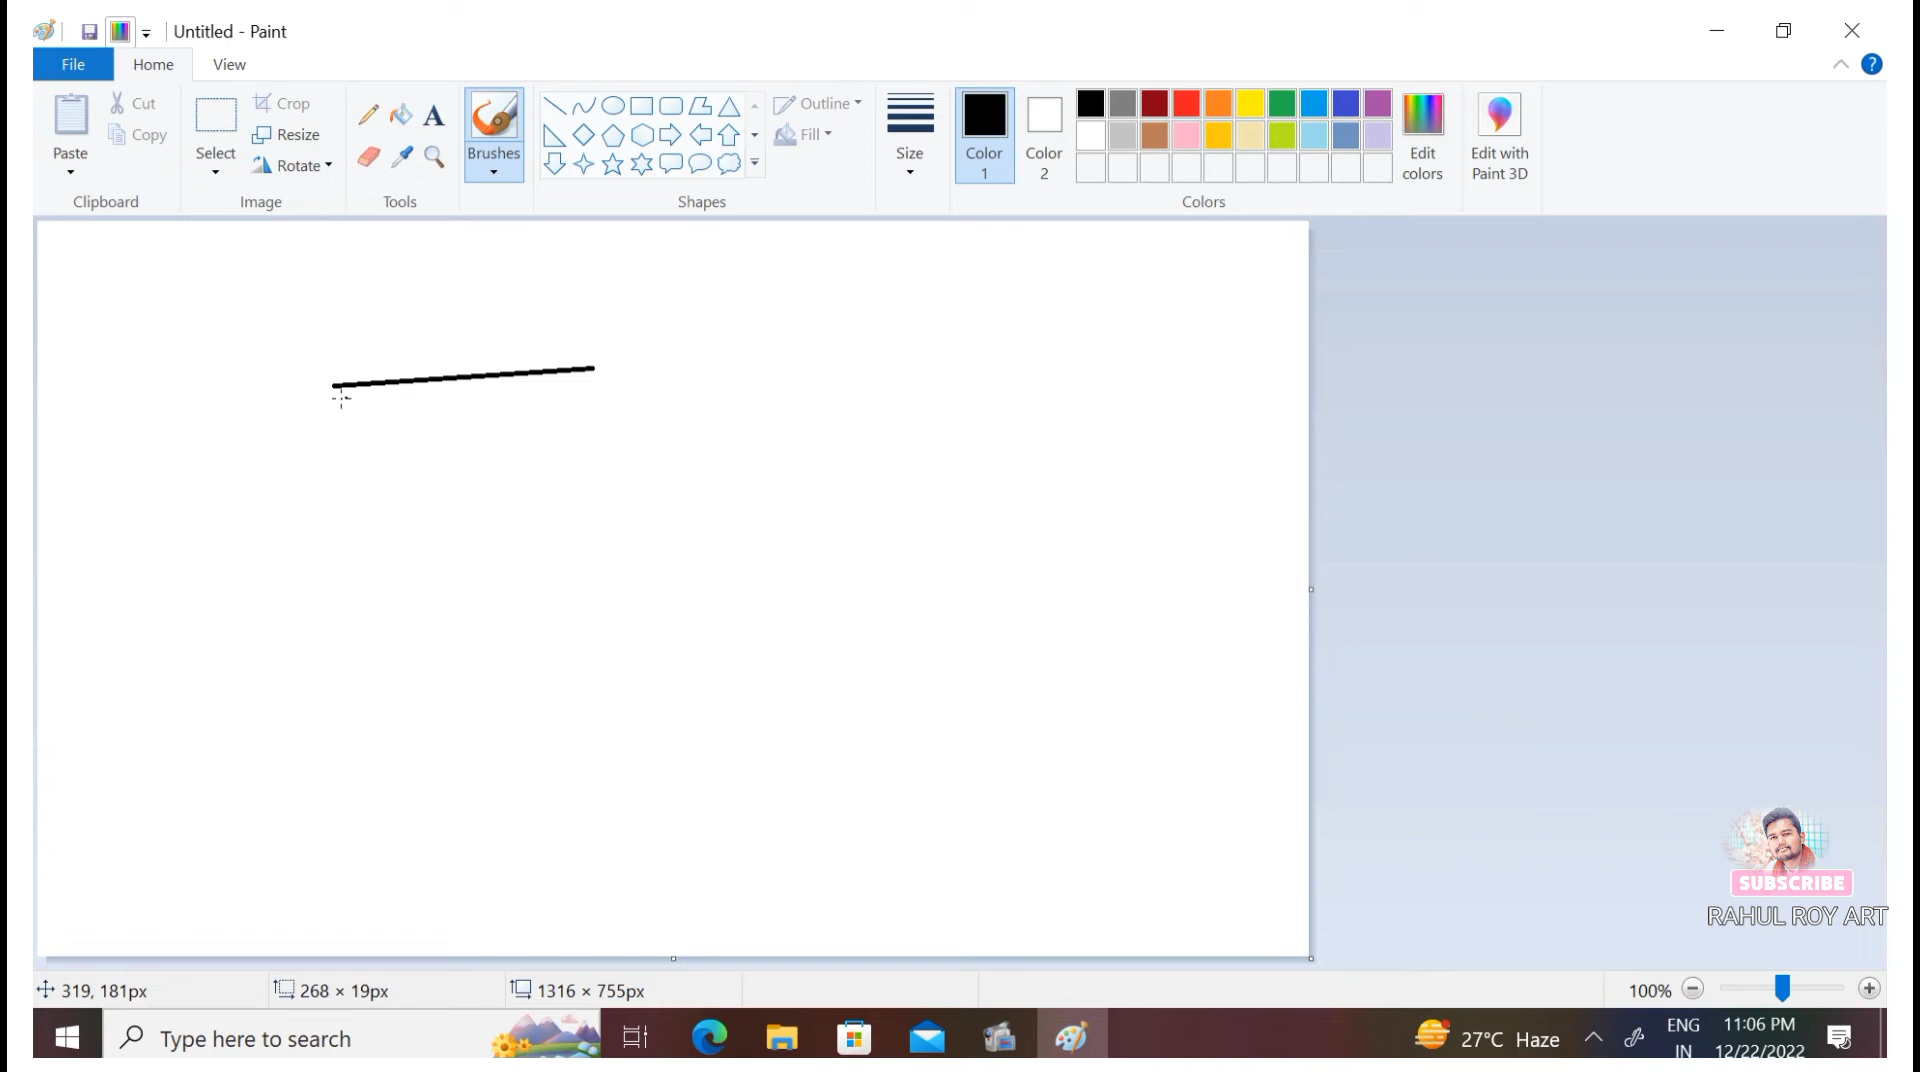 Untitled - Paint
File Home View
Paste
Cut
Copy
Clipboard
Select
Crop
Resize
Rotate
Image
A
Tools
Brushes
Outline
Fill
Shapes
Size
Color
1
Color
2
Edit
colors
Colors
Edit with
Paint 3D
?
SUBSCRIBE
RAHUL ROY ART
319, 181px 268 × 19px 1316 × 755px 100%
Type here to search
27°C Haze
ENG
IN
11:06 PM
12/22/2022